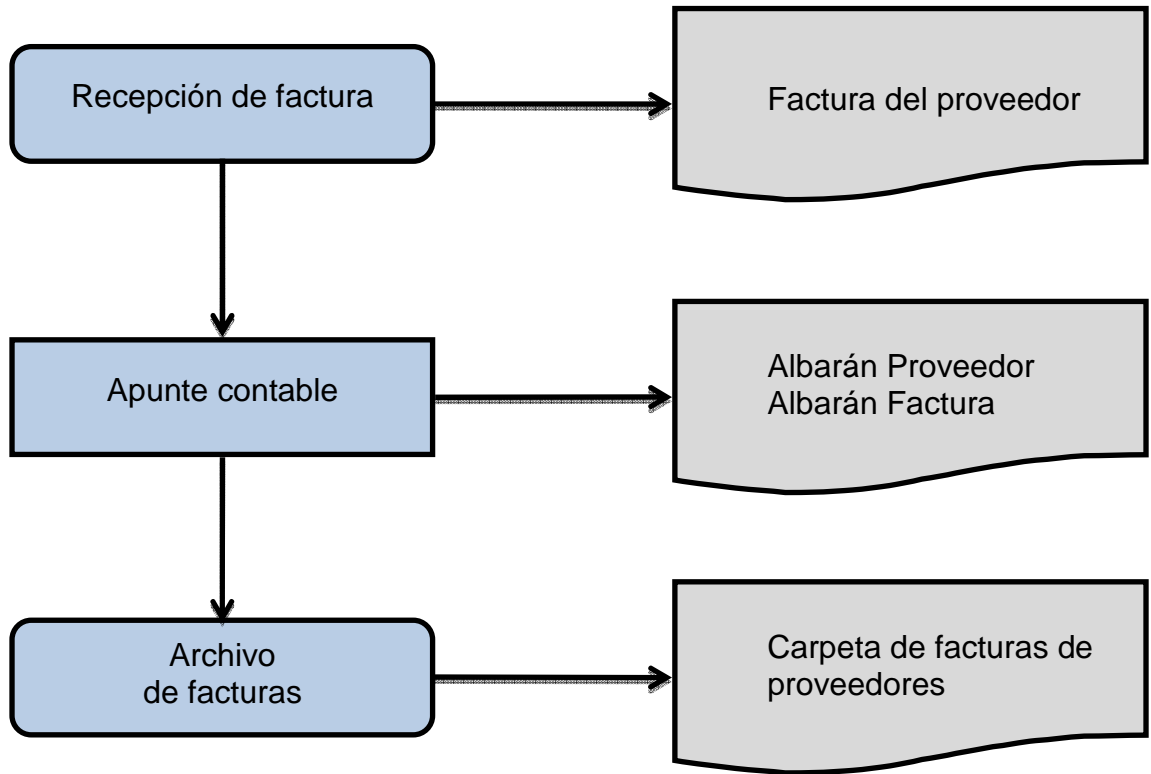 Recepción de factura
Factura del proveedor
Apunte contable
Albarán Proveedor
Albarán Factura
Archivo
de facturas
Carpeta de facturas de
proveedores